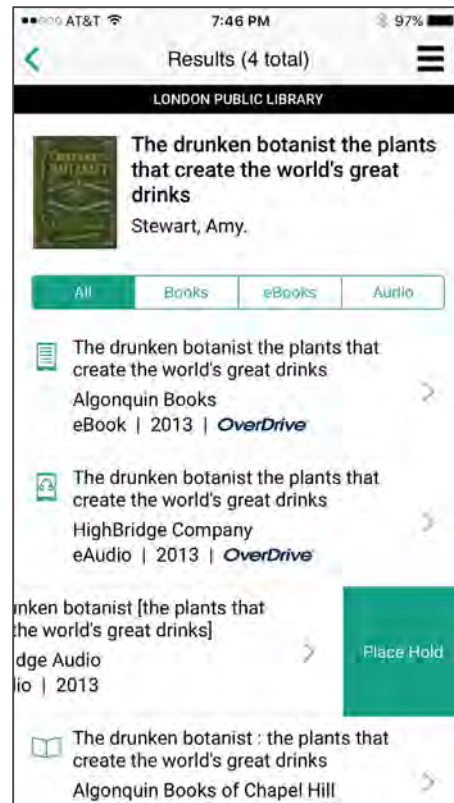 AT&T 7:46 PM 97%
Results (4 total)
LONDON PUBLIC LIBRARY
The drunken botanist the plants
that create the world's great
drinks
Stewart, Amy.
All Books eBooks Audio
The drunken botanist the plants that
create the world's great drinks
Algonquin Books
eBook | 2013 | OverDrive
The drunken botanist the plants that
create the world's great drinks
HighBridge Company
eAudio | 2013 | OverDrive
nken botanist [the plants that
the world's great drinks]
dge Audio
dio | 2013
Place Hold
The drunken botanist : the plants that
create the world's great drinks
Algonquin Books of Chapel Hill